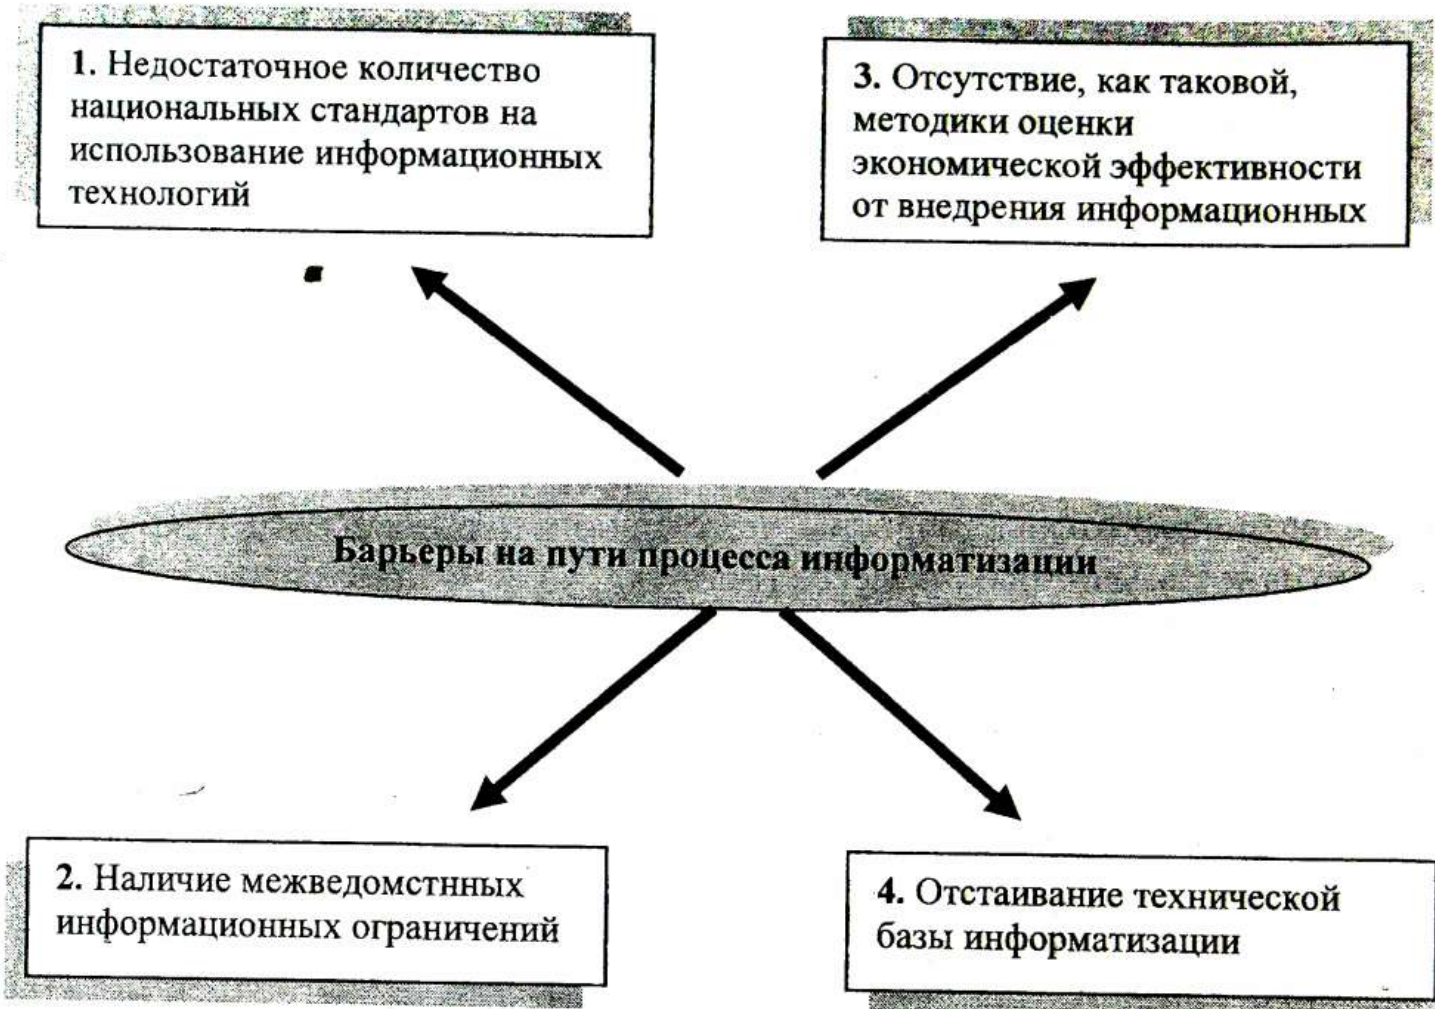 1. Недостаточное количество
национальных стандартов на
использование информационных
технологий
3. Отсутствие, как таковой,
методики оценки
экономической эффективности
от внедрения информационных
Барьеры на пути процесса информатизации
2. Наличие межведомстнных
информационных ограничений
4. Отстаивание технической
базы информатизации